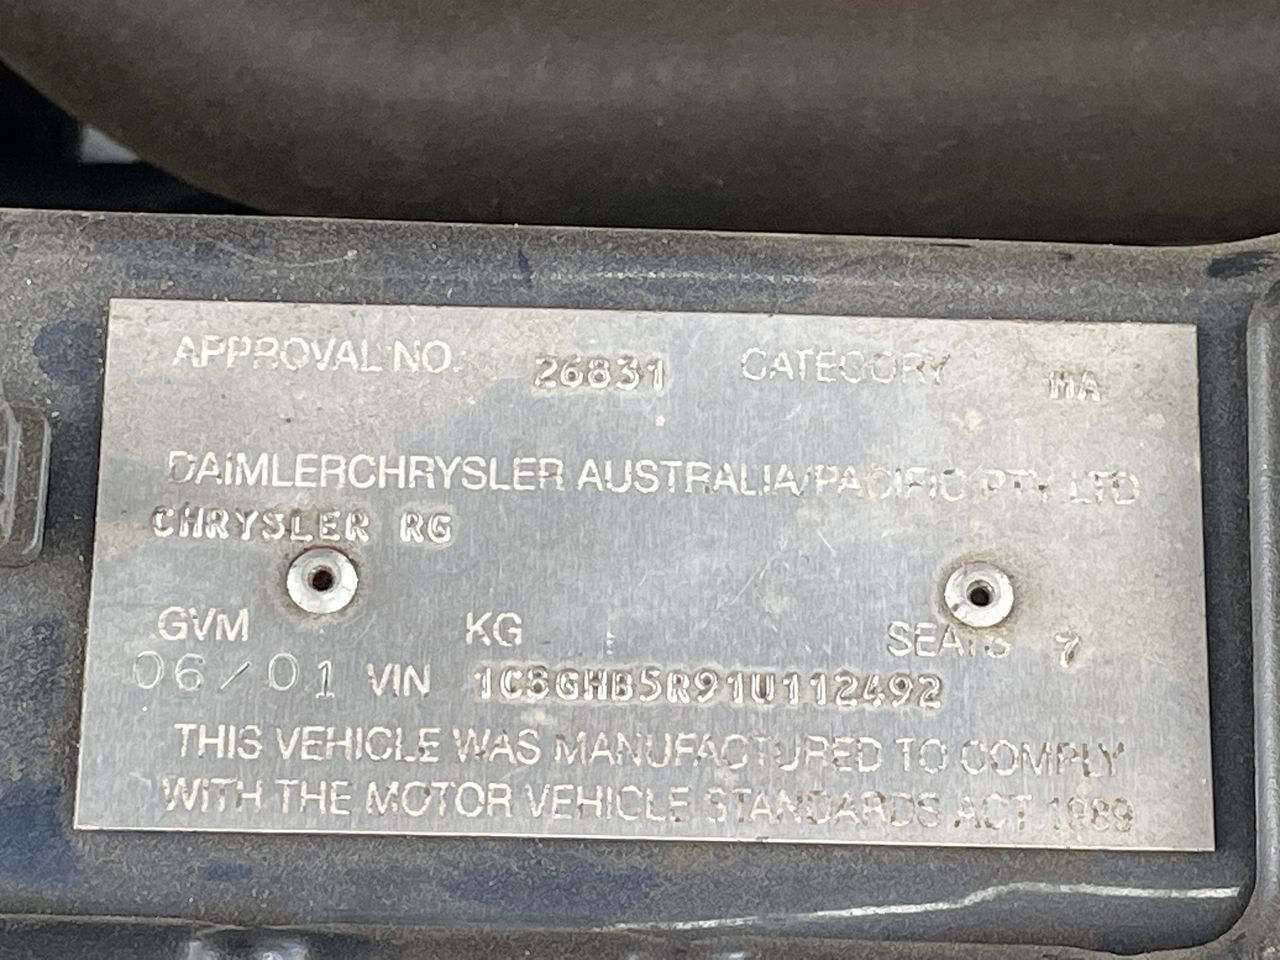 APPROVAL NO. 26831 CATEGORY MA
DAIMLERCHRYSLER AUSTRALIA/PACIFIC PTY LTD
CHRYSLER RG
GVM KG SEATS 7
06/01 VIN 1C8GHB5R91U112492
THIS VEHICLE WAS MANUFACTURED TO COMPLY
WITH THE MOTOR VEHICLE STANDARDS ACT 1989